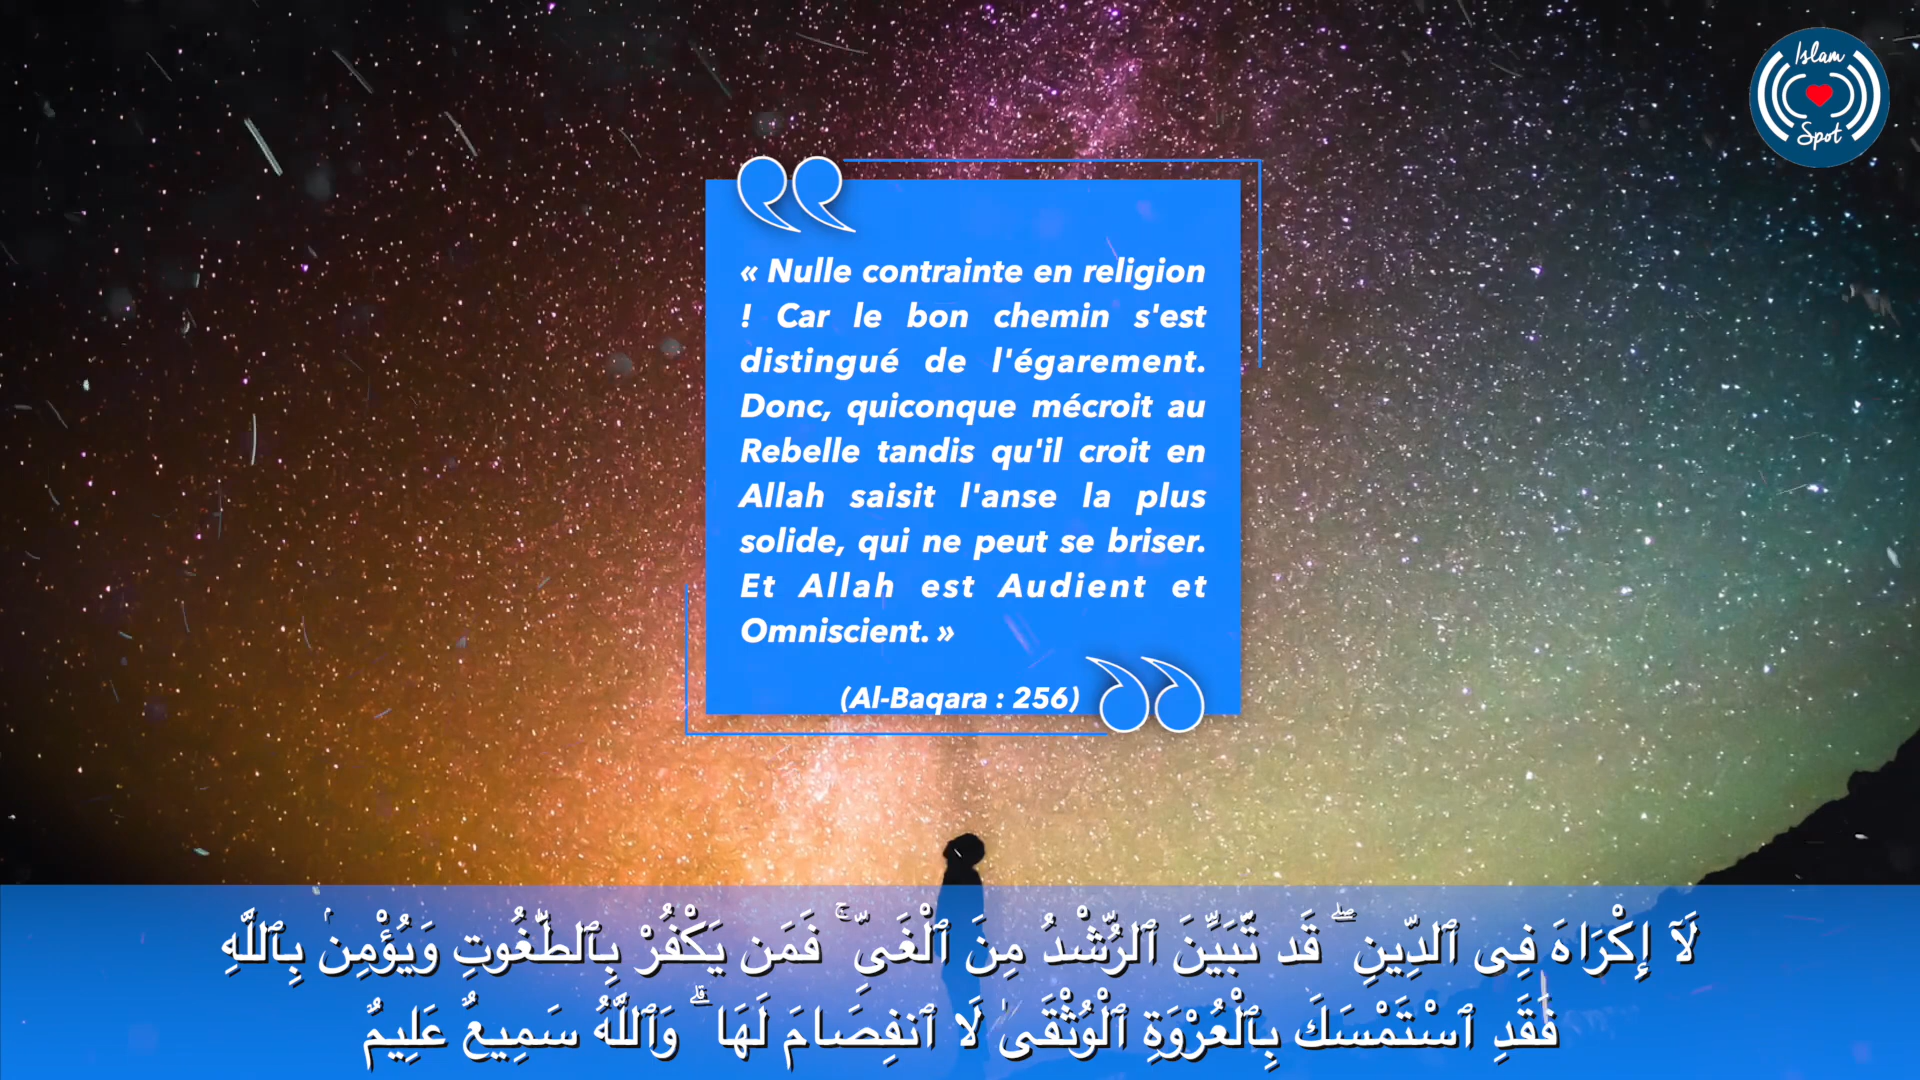 Islam
Spot
« Nulle contrainte en religion
! Car le bon chemin s'est
distingué de l'égarement.
Donc, quiconque mécroit au
Rebelle tandis qu'il croit en
Allah saisit l'anse la plus
solide, qui ne peut se briser.
Et Allah est Audient et
Omniscient. »
(Al-Baqara : 256)
لَآ إِكْرَاهَ فِى ٱلدِّينِ ۖ قَد تَّبَيَّنَ ٱلرُّشْدُ مِنَ ٱلْغَىِّ ۚ فَمَن يَكْفُرْ بِٱلطَّٰغُوتِ وَيُؤْمِنۢ بِٱللَّهِ
فَقَدِ ٱسْتَمْسَكَ بِٱلْعُرْوَةِ ٱلْوُثْقَىٰ لَا ٱنفِصَامَ لَهَا ۗ وَٱللَّهُ سَمِيعٌ عَلِيمٌ